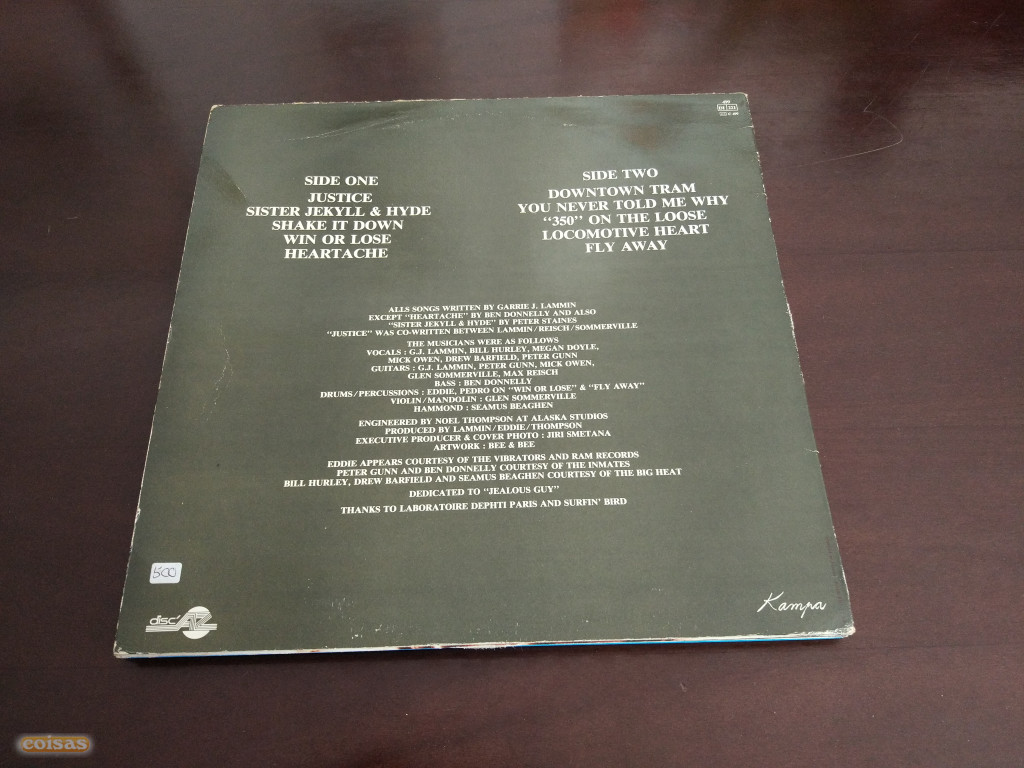 SIDE ONE
JUSTICE
SISTER JEKYLL & HYDE
SHAKE IT DOWN
WIN OR LOSE
HEARTACHE
SIDE TWO
DOWNTOWN TRAM
YOU NEVER TOLD ME WHY
“350” ON THE LOOSE
LOCOMOTIVE HEART
FLY AWAY
ALLS SONGS WRITTEN BY GARRIE J. LAMMIN
EXCEPT “HEARTACHE” BY BEN DONNELLY AND ALSO
“SISTER JEKYLL & HYDE” BY PETER STAINES
“JUSTICE” WAS CO-WRITTEN BETWEEN LAMMIN/REISCH/SOMMERVILLE
THE MUSICIANS WERE AS FOLLOWS
VOCALS : G.J. LAMMIN, BILL HURLEY, MEGAN DOYLE,
MICK OWEN, DREW BARFIELD, PETER GUNN
GUITARS : G.J. LAMMIN, PETER GUNN, MICK OWEN,
GLEN SOMMERVILLE, MAX REISCH
BASS : BEN DONNELLY
DRUMS/PERCUSSIONS : EDDIE, PEDRO ON “WIN OR LOSE” & “FLY AWAY”
VIOLIN/MANDOLIN : GLEN SOMMERVILLE
HAMMOND : SEAMUS BEAGHEN
ENGINEERED BY NOEL THOMPSON AT ALASKA STUDIOS
PRODUCED BY LAMMIN/EDDIE/THOMPSON
EXECUTIVE PRODUCER & COVER PHOTO : JIRI SMETANA
ARTWORK : BEE & BEE
EDDIE APPEARS COURTESY OF THE VIBRATORS AND RAM RECORDS
PETER GUNN AND BEN DONNELLY COURTESY OF THE INMATES
BILL HURLEY, DREW BARFIELD AND SEAMUS BEAGHEN COURTESY OF THE BIG HEAT
DEDICATED TO “JEALOUS GUY”
THANKS TO LABORATOIRE DEPHTI PARIS AND SURFIN’ BIRD
500
disc'AZ
Kampa
coisas